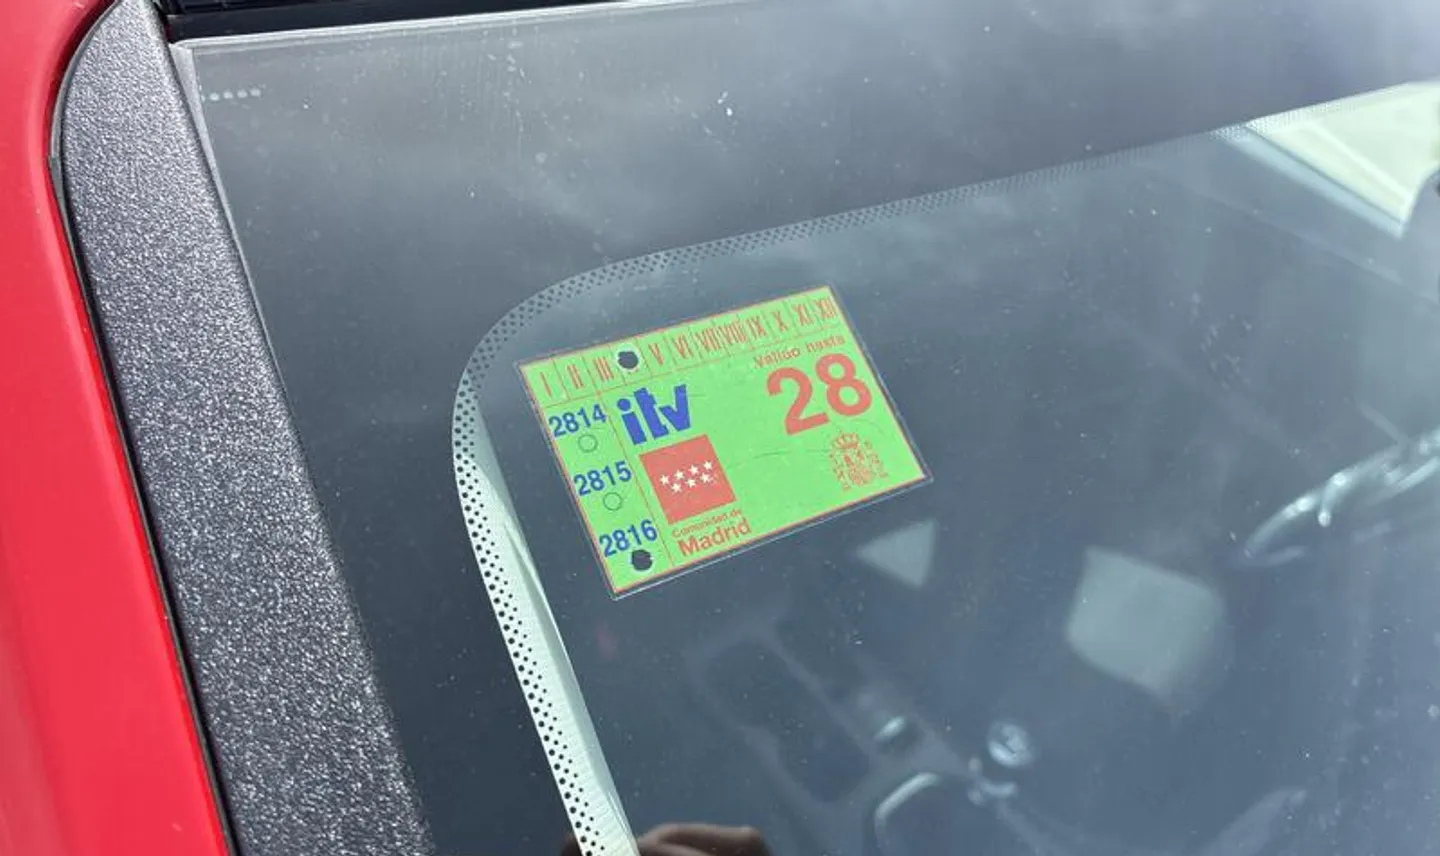 I II III V VI VII VIII IX X XI XII
Válido hasta
28
2814
itv
2815
2816
Comunidad de
Madrid